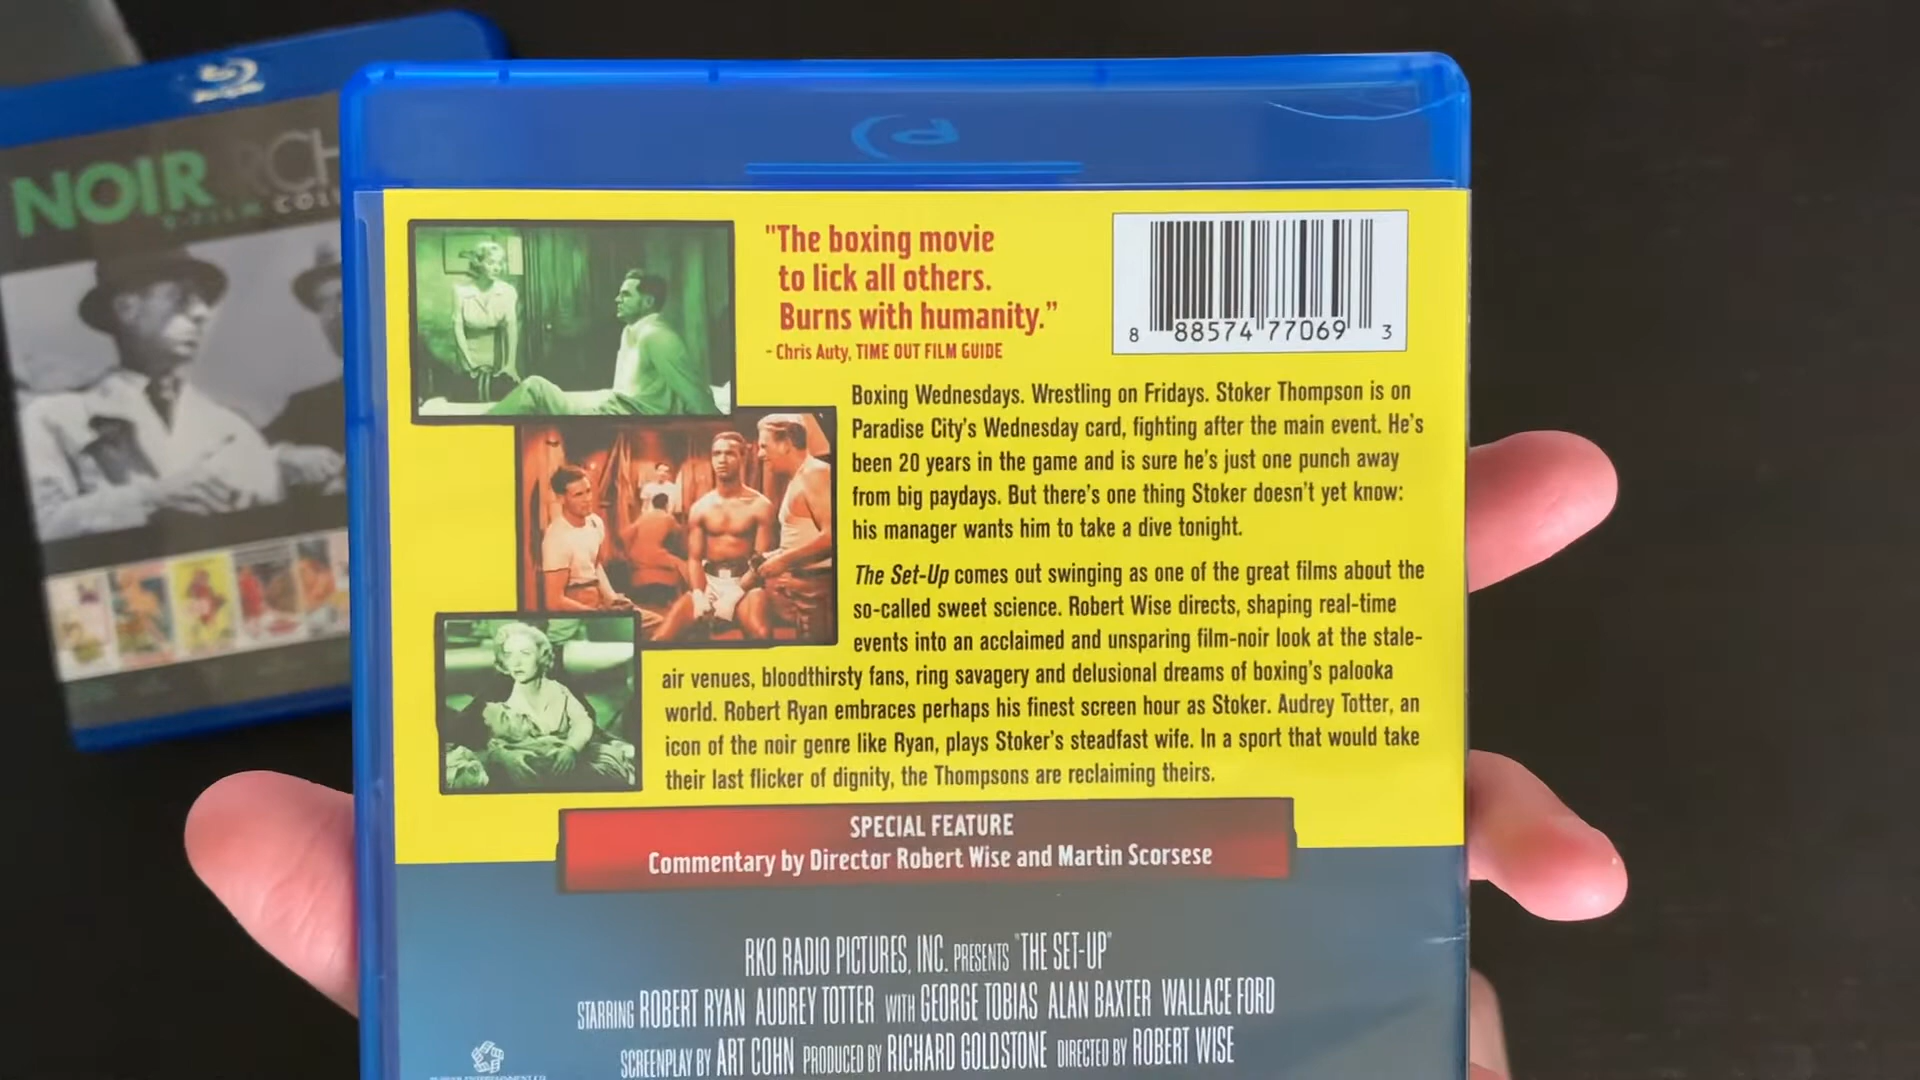 NOIR
COL
"The boxing movie
to lick all others.
Burns with humanity."
- Chris Auty, TIME OUT FILM GUIDE
8 88574 77069 3
Boxing Wednesdays. Wrestling on Fridays. Stoker Thompson is on
Paradise City's Wednesday card, fighting after the main event. He's
been 20 years in the game and is sure he's just one punch away
from big paydays. But there's one thing Stoker doesn't yet know:
his manager wants him to take a dive tonight.
The Set-Up comes out swinging as one of the great films about the
so-called sweet science. Robert Wise directs, shaping real-time
events into an acclaimed and unsparing film-noir look at the stale-
air venues, bloodthirsty fans, ring savagery and delusional dreams of boxing's palooka
world. Robert Ryan embraces perhaps his finest screen hour as Stoker. Audrey Totter, an
icon of the noir genre like Ryan, plays Stoker's steadfast wife. In a sport that would take
their last flicker of dignity, the Thompsons are reclaiming theirs.
SPECIAL FEATURE
Commentary by Director Robert Wise and Martin Scorsese
RKO RADIO PICTURES, INC. PRESENTS "THE SET-UP"
STARRING ROBERT RYAN AUDREY TOTTER WITH GEORGE TOBIAS ALAN BAXTER WALLACE FORD
SCREENPLAY BY ART COHN PRODUCED BY RICHARD GOLDSTONE DIRECTED BY ROBERT WISE